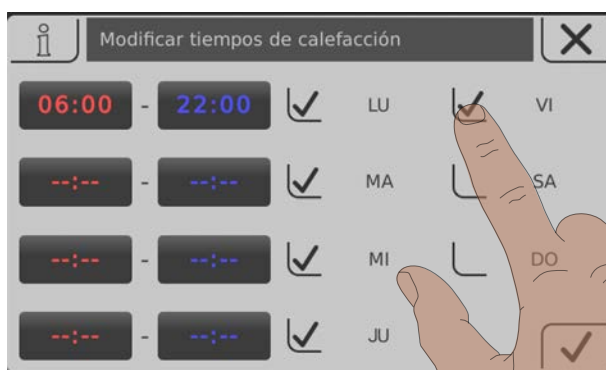 i Modificar tiempos de calefacción
06:00 - 22:00 LU VI
--:-- - --:-- MA SA
--:-- - --:-- MI DO
--:-- - --:-- JU